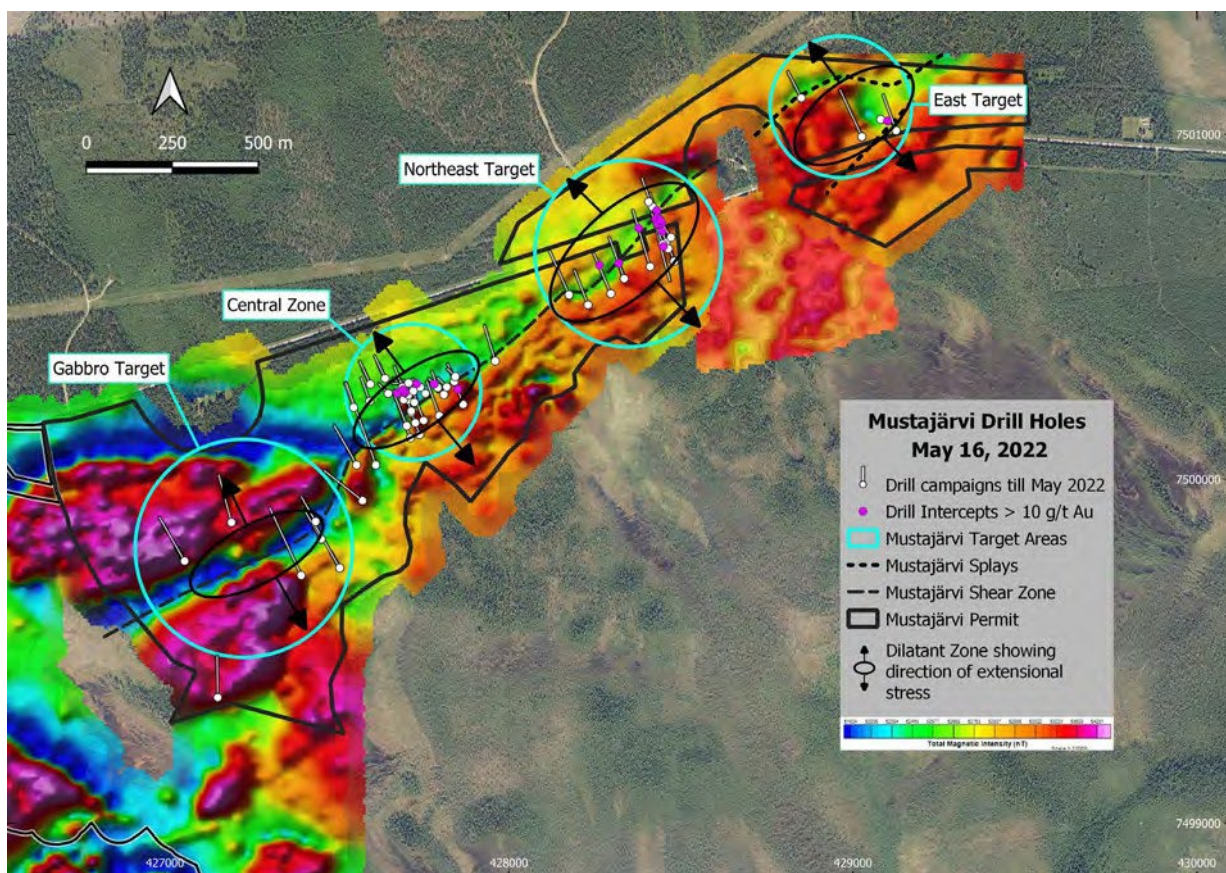 0
250
500 m
East Target
7501000
Northeast Target
Central Zone
Gabbro Target
Mustajärvi Drill Holes
May 16, 2022
Drill campaigns till May 2022
Drill Intercepts > 10 g/t Au
Mustajärvi Target Areas
Mustajärvi Splays
Mustajärvi Shear Zone
Mustajärvi Permit
Dilatant Zone showing
direction of extensional
stress
Total Magnetic Intensity (nT)
7500000
7499000
427000
428000
429000
430000